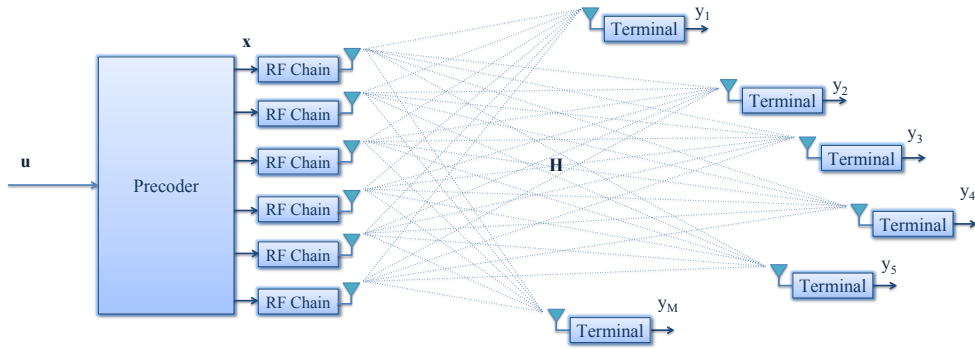 u
Precoder
x
RF Chain
RF Chain
RF Chain
RF Chain
RF Chain
RF Chain
H
Terminal
y1
Terminal
y2
Terminal
y3
Terminal
y4
Terminal
y5
Terminal
yM